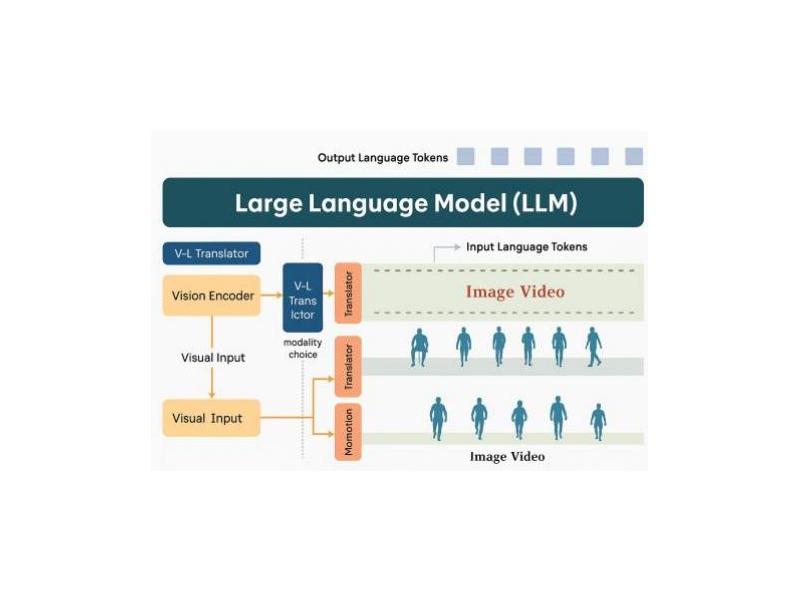 Output Language Tokens
Large Language Model (LLM)
V-L Translator
Input Language Tokens
Vision Encoder
V-L
Trans
lctor
Translator
Image Video
modality
choice
Visual Input
Translator
Visual Input
Momotion
Image Video